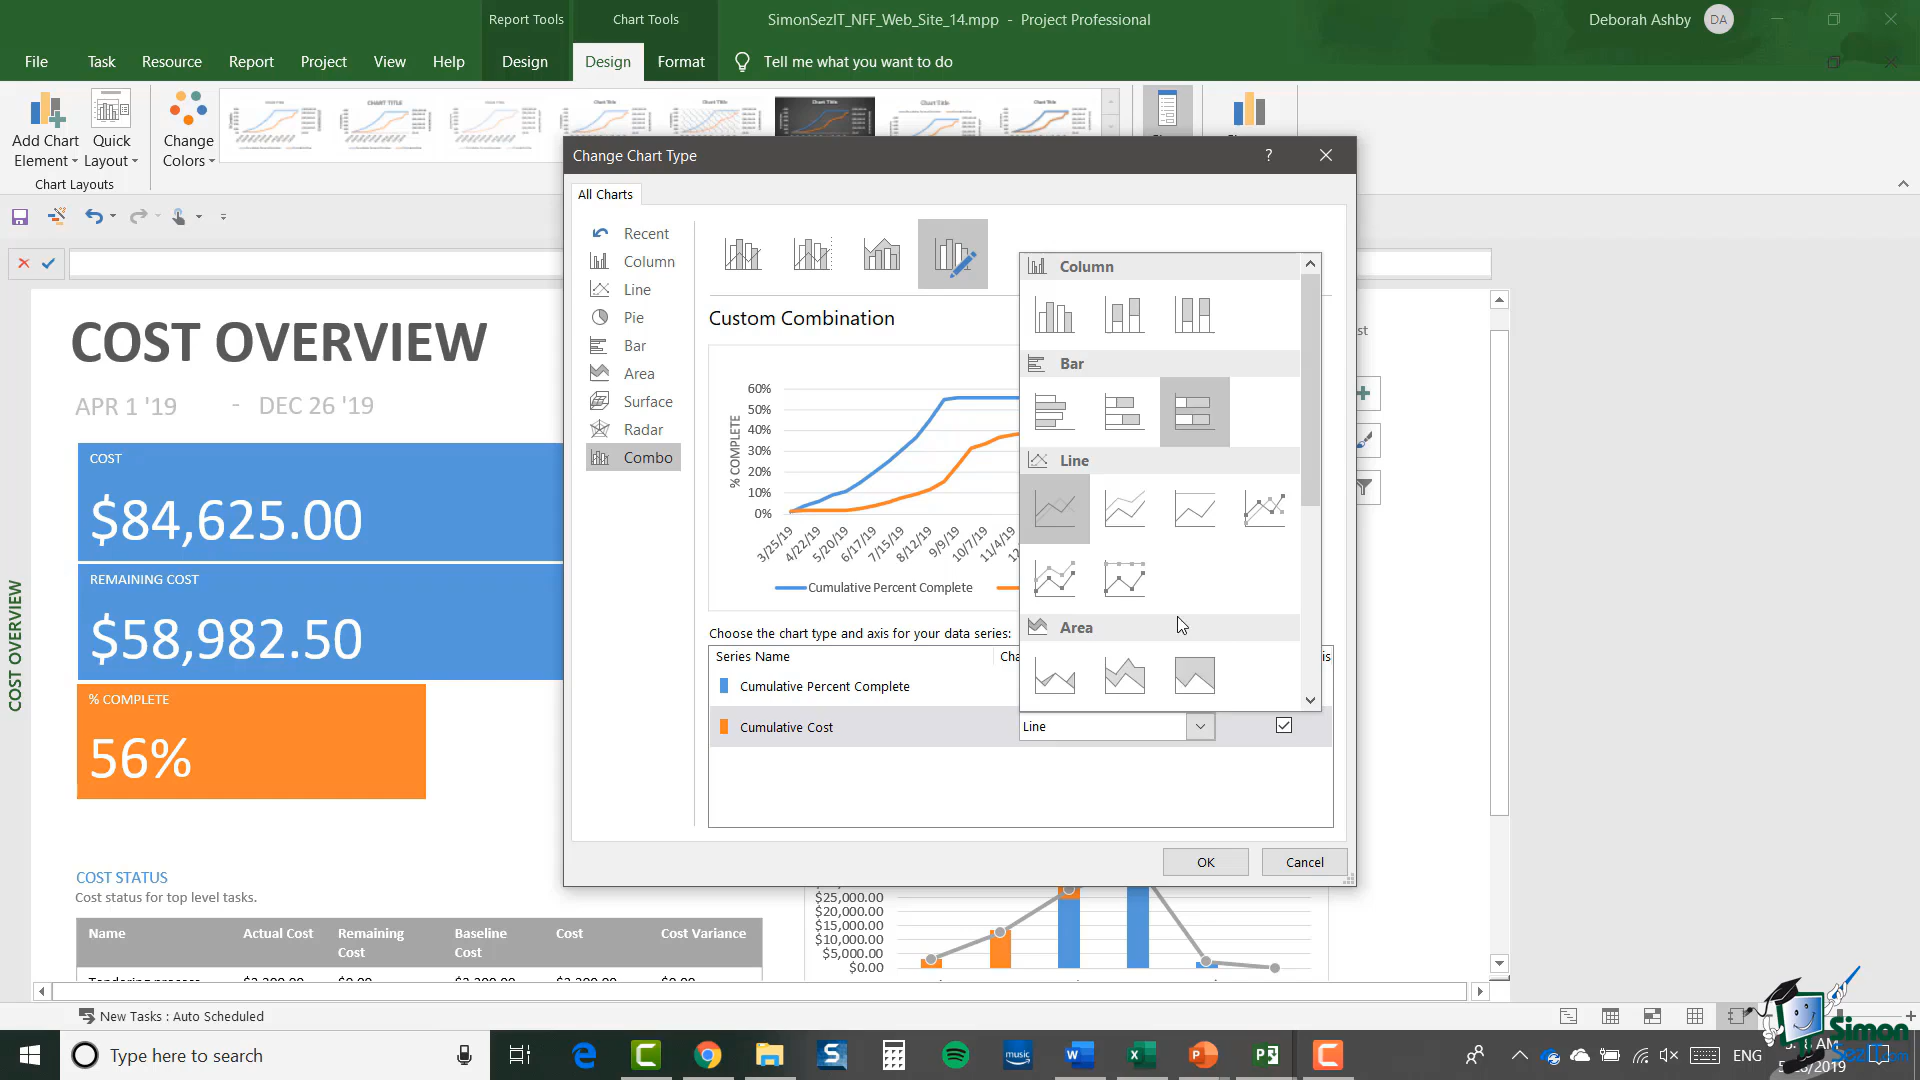 Report Tools
Chart Tools
SimonSezIT_NFF_Web_Site_14.mpp - Project Professional
Deborah Ashby
DA
File
Task
Resource
Report
Project
View
Help
Design
Design
Format
Tell me what you want to do
Add Chart
Element
Quick
Layout
Change
Colors
Chart Layouts
Change Chart Type
?
All Charts
Recent
Column
Line
Pie
Bar
Area
Surface
Radar
Combo
Custom Combination
% COMPLETE
60%
50%
40%
30%
20%
10%
0%
3/25/19
4/22/19
5/20/19
6/17/19
7/15/19
8/12/19
9/9/19
10/7/19
11/4/19
Cumulative Percent Complete
Column
Bar
Line
Area
Choose the chart type and axis for your data series:
Series Name
Cumulative Percent Complete
Cumulative Cost
Line
OK
Cancel
COST OVERVIEW
COST OVERVIEW
APR 1 '19 - DEC 26 '19
COST
$84,625.00
REMAINING COST
$58,982.50
% COMPLETE
56%
COST STATUS
Cost status for top level tasks.
Name
Actual Cost
Remaining
Cost
Baseline
Cost
Cost
Cost Variance
$25,000.00
$20,000.00
$15,000.00
$10,000.00
$5,000.00
$0.00
New Tasks : Auto Scheduled
Type here to search
music
ENG
Simon
SezIT.com